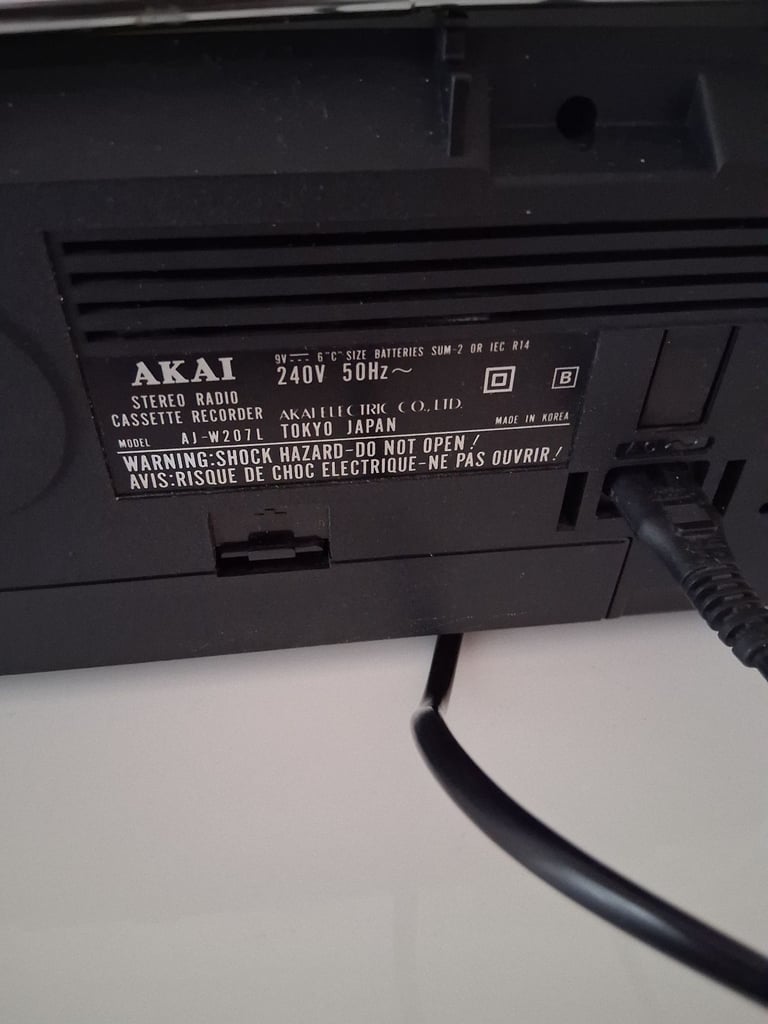 AKAI
9V 6"C" SIZE BATTERIES SUM-2 OR IEC R14
240V 50Hz~
B
STEREO RADIO
CASSETTE RECORDER
AKAI ELECTRIC CO., LTD.
MODEL AJ-W207L TOKYO JAPAN
MADE IN KOREA
WARNING:SHOCK HAZARD-DO NOT OPEN!
AVIS:RISQUE DE CHOC ELECTRIQUE-NE PAS OUVRIR!
AC~